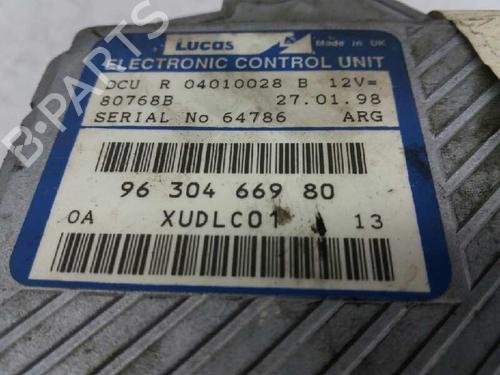 Lucas Made in UK
ELECTRONIC CONTROL UNIT
DCU R 04010028 B 12V=
80768B 27.01.98
SERIAL No 64786 ARG
96 304 669 80
0A XUDLC01 13
B-PARTS